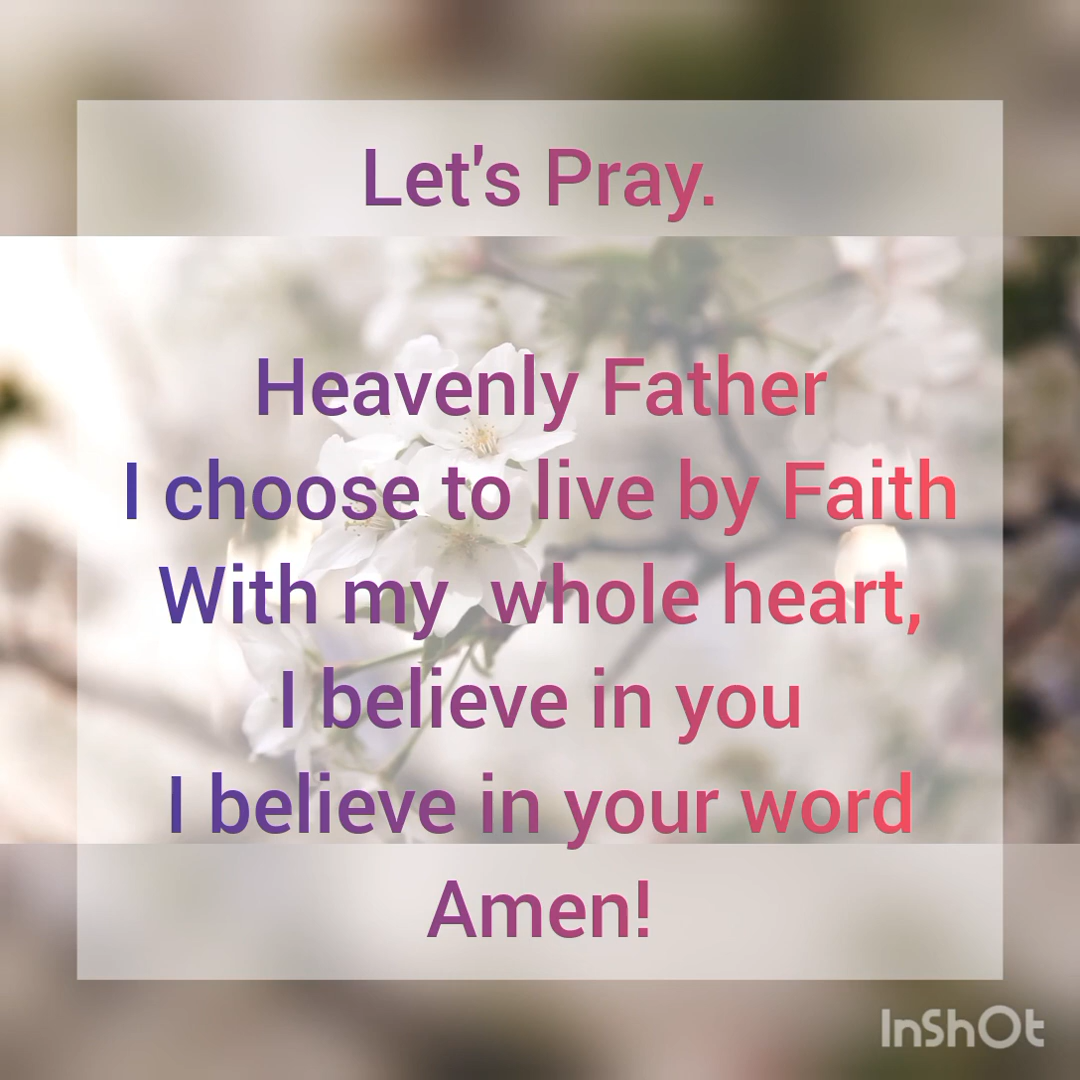 Let's Pray.
Heavenly Father
I choose to live by Faith
With my  whole heart,
I believe in you
I believe in your word
Amen!
InShOt